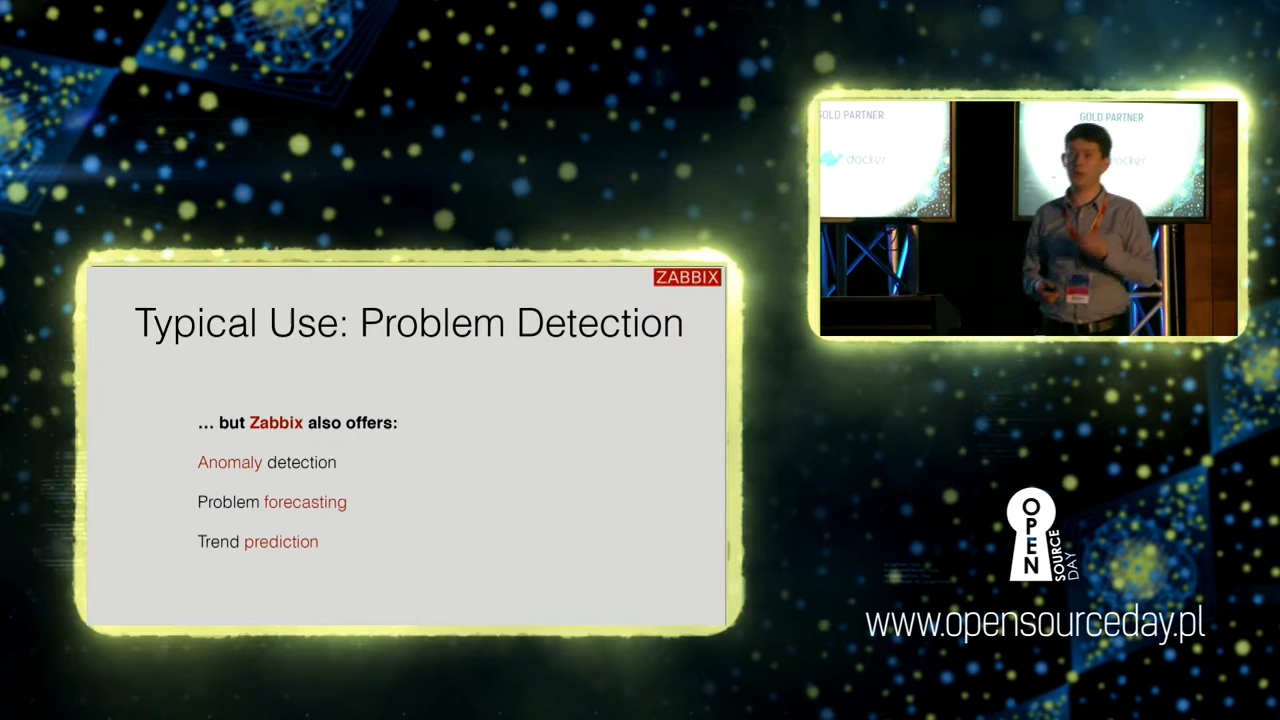 ZABBIX
Typical Use: Problem Detection
... but Zabbix also offers:
Anomaly detection
Problem forecasting
Trend prediction
GOLD PARTNER
docker
GOLD PARTNER
docker
OPEN
SOURCE
DAY
www.opensourceday.pl